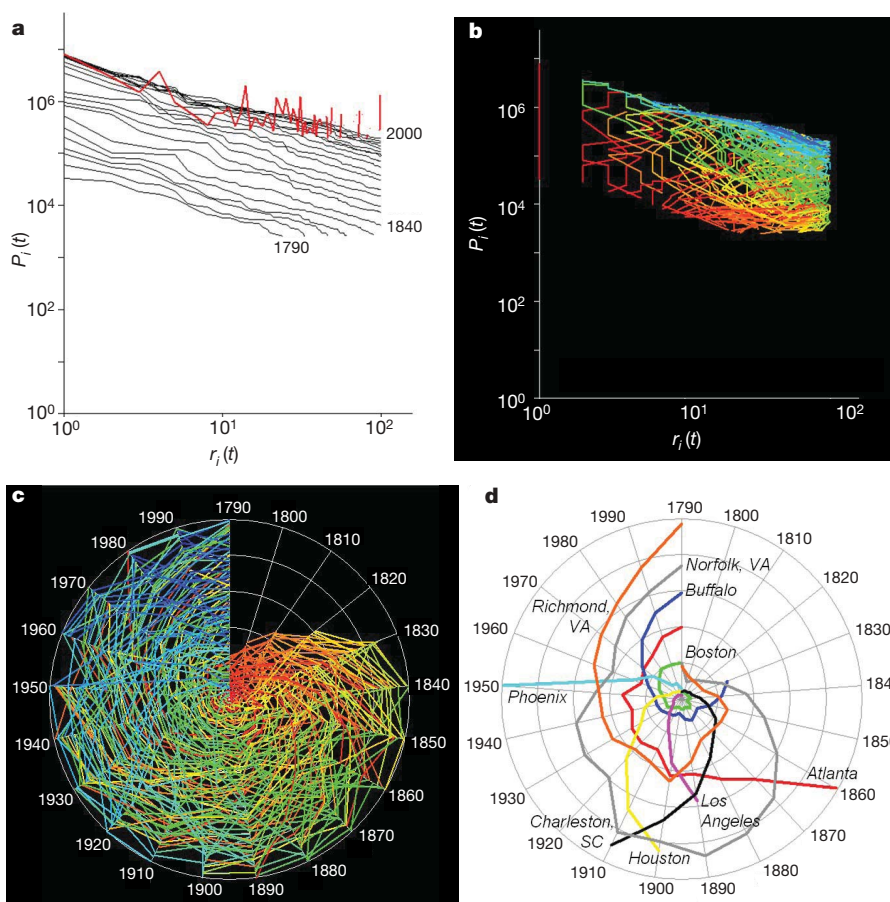 a
10^6
10^4
10^2
10^0
P_i(t)
10^0
10^1
10^2
r_i(t)
2000
1840
1790
b
10^6
10^4
10^2
10^0
P_i(t)
10^0
10^1
10^2
r_i(t)
c
1790
1800
1810
1820
1830
1840
1850
1860
1870
1880
1890
1900
1910
1920
1930
1940
1950
1960
1970
1980
1990
d
1790
1800
1810
1820
1830
1840
1850
1860
1870
1880
1890
1900
1910
1920
1930
1940
1950
1960
1970
1980
1990
Norfolk, VA
Buffalo
Richmond,
VA
Boston
Phoenix
Atlanta
Los
Angeles
Charleston,
SC
Houston